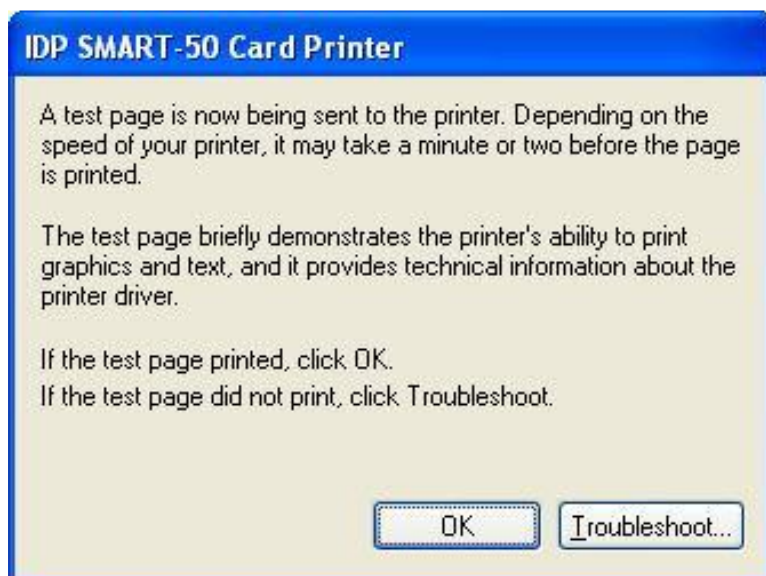 IDP SMART-50 Card Printer
A test page is now being sent to the printer. Depending on the
speed of your printer, it may take a minute or two before the page
is printed.
The test page briefly demonstrates the printer's ability to print
graphics and text, and it provides technical information about the
printer driver.
If the test page printed, click OK.
If the test page did not print, click Troubleshoot.
OK
Troubleshoot...